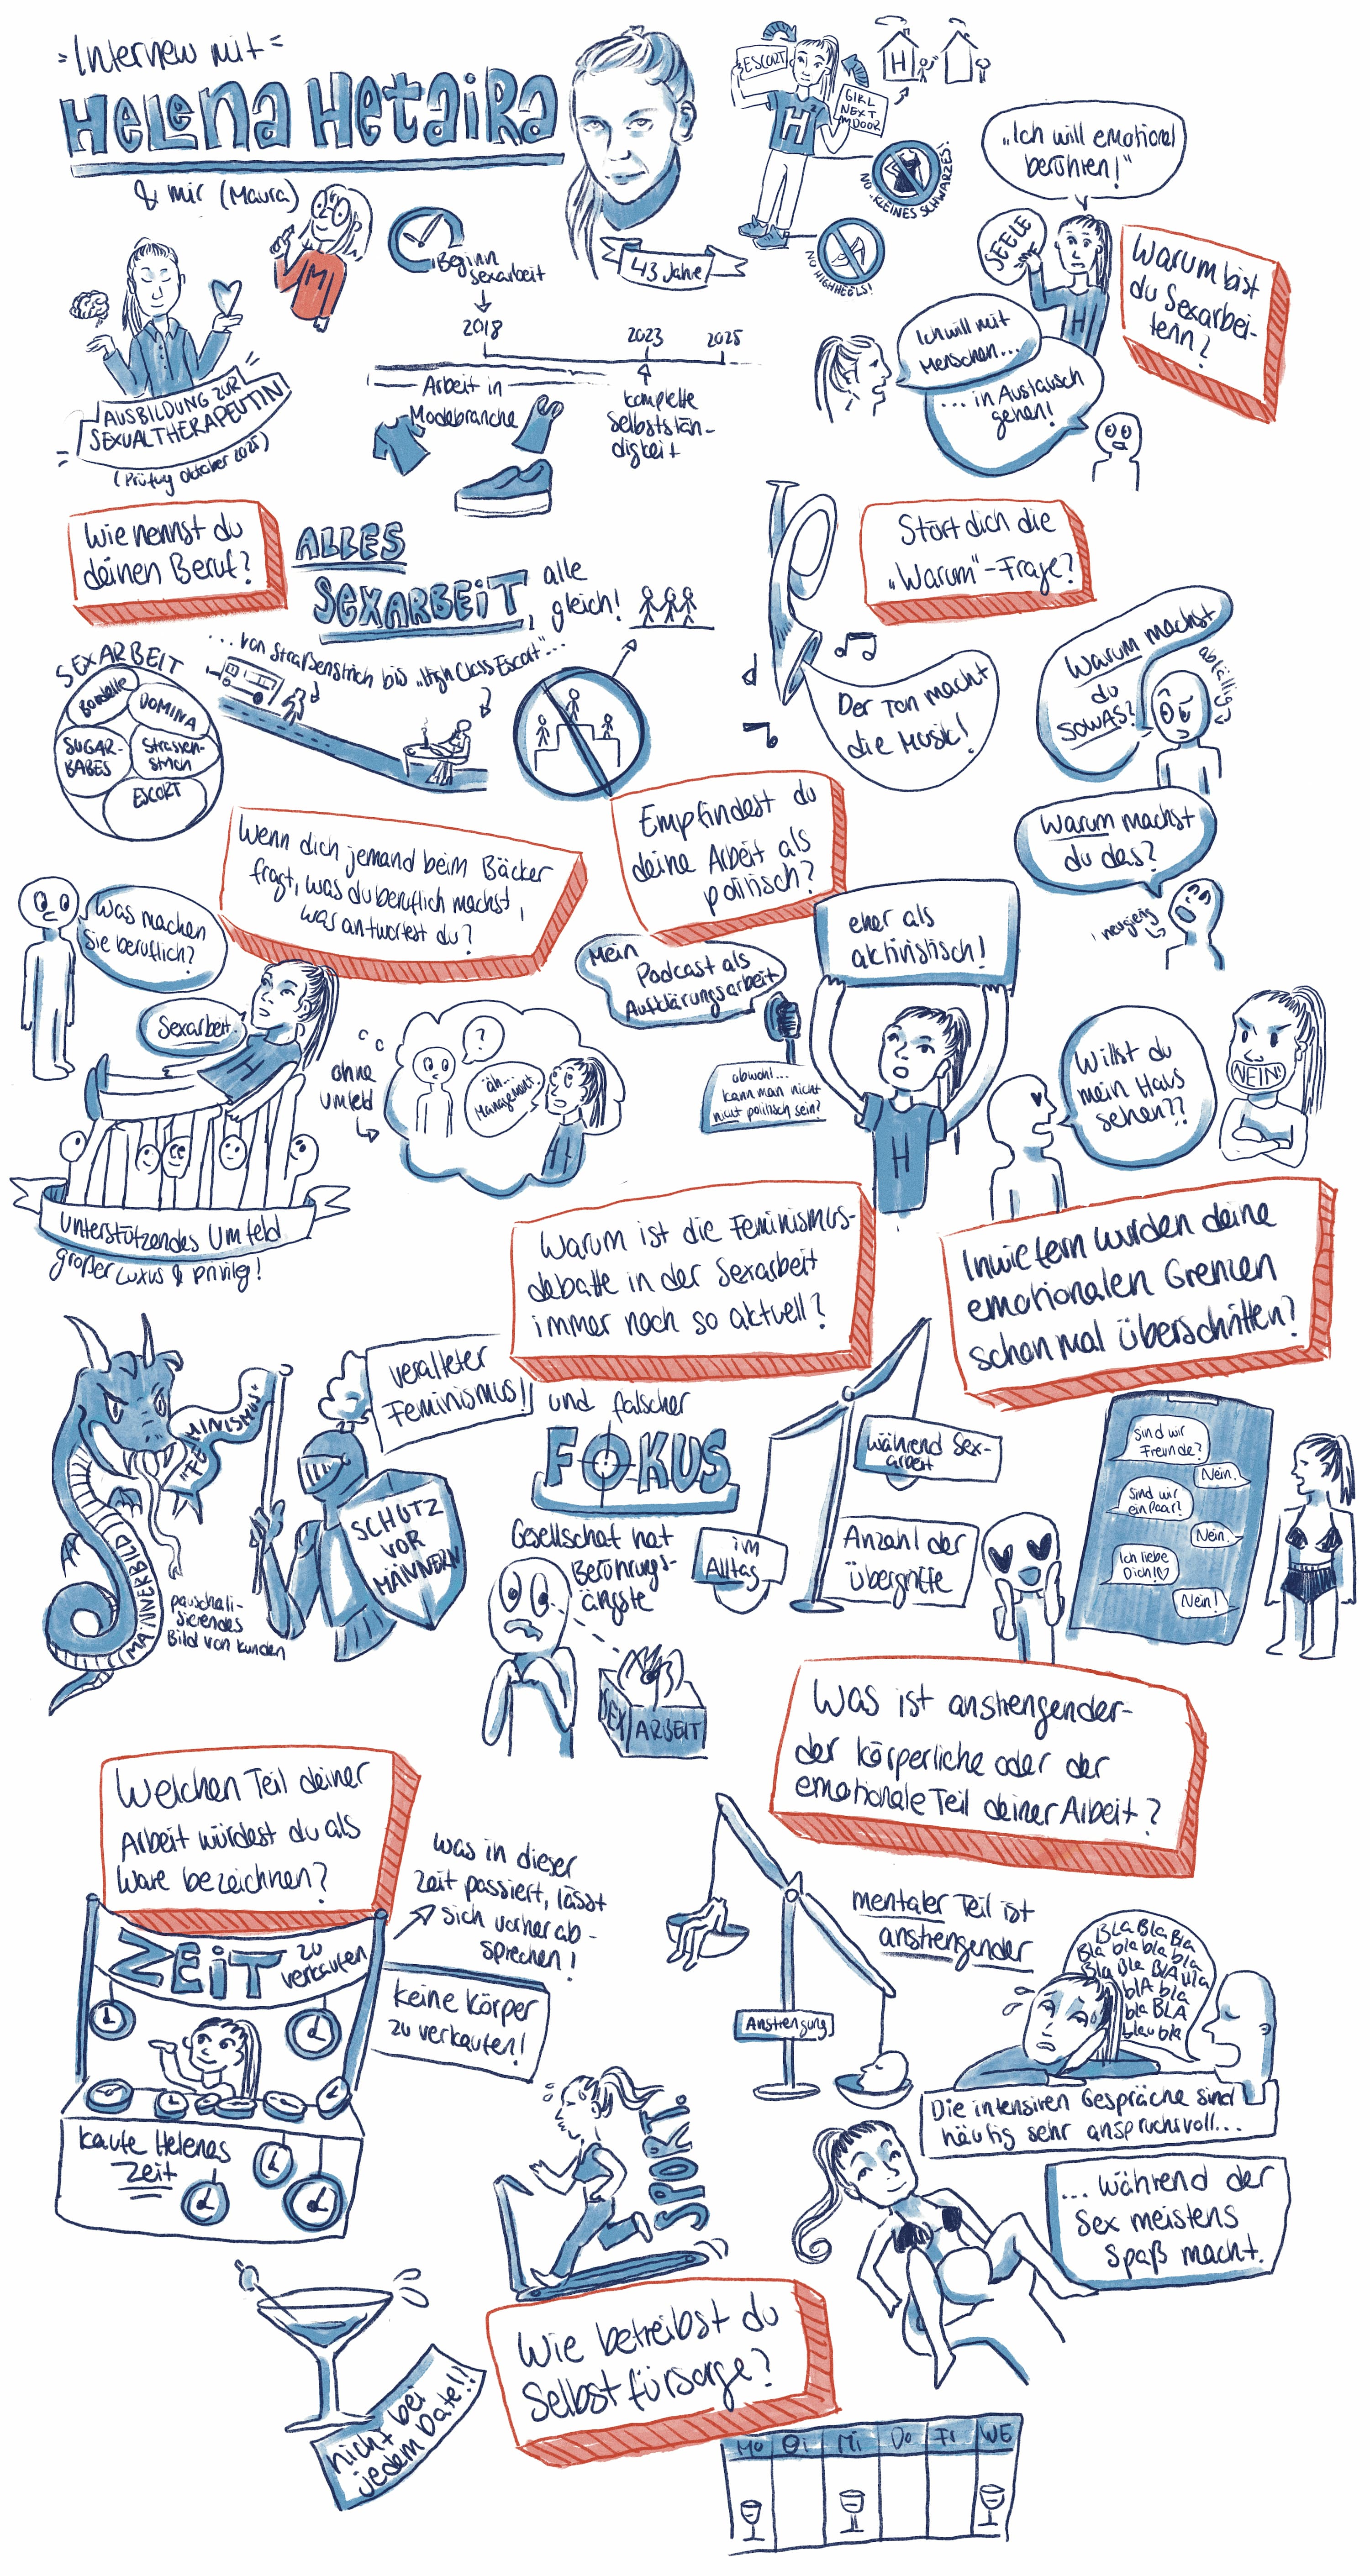 Interview mit
HELENA HETAIRA
& mir (Maura)
M
43 Jahre
ESCORT
GIRL
NEXT
DOOR
H
H
NO „KLEINES SCHWARZES"!
NO HIGHHEELS!
Beginn
Sexarbeit
2018
2023
2025
Arbeit in
Modebranche
komplette
Selbststän-
digkeit
AUSBILDUNG ZUR
SEXUALTHERAPEUTIN
(Prüfung Oktober 2025)
„Ich will emotional
berühren!"
SEELE
H
Warum bist
du Sexarbei-
terin?
Ich will mit
Menschen...
...in Austausch
gehen!
Wie nennst du
deinen Beruf?
ALLES
SEXARBEIT,
alle
gleich!
...von Straßenstrich bis „High Class Escort"...
SEXARBEIT
Bordelle
DOMINA
SUGAR-
BABES
Strassen-
strich
ESCORT
Stört dich die
„Warum"-Frage?
Der Ton macht
die Musik!
Warum machst
du
SOWAS?
abfällig
Warum machst
du das?
neugierig
Wenn dich jemand beim Bäcker
fragt, was du beruflich machst,
was antwortest du?
Was machen
Sie beruflich?
Sexarbeit.
H
ohne
Umfeld
?
äh...
Management.
H
Unterstützendes Umfeld
großer Luxus & Privileg!
Empfindest du
deine Arbeit als
politisch?
eher als
aktivistisch!
Mein
Podcast als
Aufklärungsarbeit
obwohl...
kann man nicht
nicht politisch sein?
H
Willst du
mein Haus
sehen??
NEIN!
Inwiefern wurden deine
emotionalen Grenzen
schon mal überschritten?
Sind wir
Freunde?
Nein.
Sind wir
ein Paar?
Nein.
Ich liebe
Dich!♡
Nein!
Warum ist die Feminismus-
debatte in der Sexarbeit
immer noch so aktuell?
veralteter
Feminismus!!
und falscher
FOKUS
"FEMINISMUS"
MÄNNERBILD
SCHUTZ
VOR
MÄNNERN
pauschali-
sierendes
Bild von Kunden
Gesellschaft hat
Berührungs-
ängste
SEX ARBEIT
während Sex-
arbeit
im
Alltag
Anzahl der
Übergriffe
Was ist anstrengender-
der körperliche oder der
emotionale Teil deiner Arbeit?
mentaler Teil ist
anstrengender
Anstrengung
Bla Bla Bla
Bla bla bla bla
Bla Bla BlA bla
blA bla
bla BLA
bla u bla
Die intensiven Gespräche sind
häufig sehr anspruchsvoll...
...während der
Sex meistens
Spaß macht.
Welchen Teil deiner
Arbeit würdest du als
Ware bezeichnen?
ZEIT zu
verkaufen
was in dieser
Zeit passiert, lässt
sich vorher ab-
sprechen!
keine Körper
zu verkaufen!
kaufe Helenas
Zeit
SPORT.
Wie betreibst du
Selbstfürsorge?
nicht bei
jedem Date!!
Mo Di Mi Do Fr WE